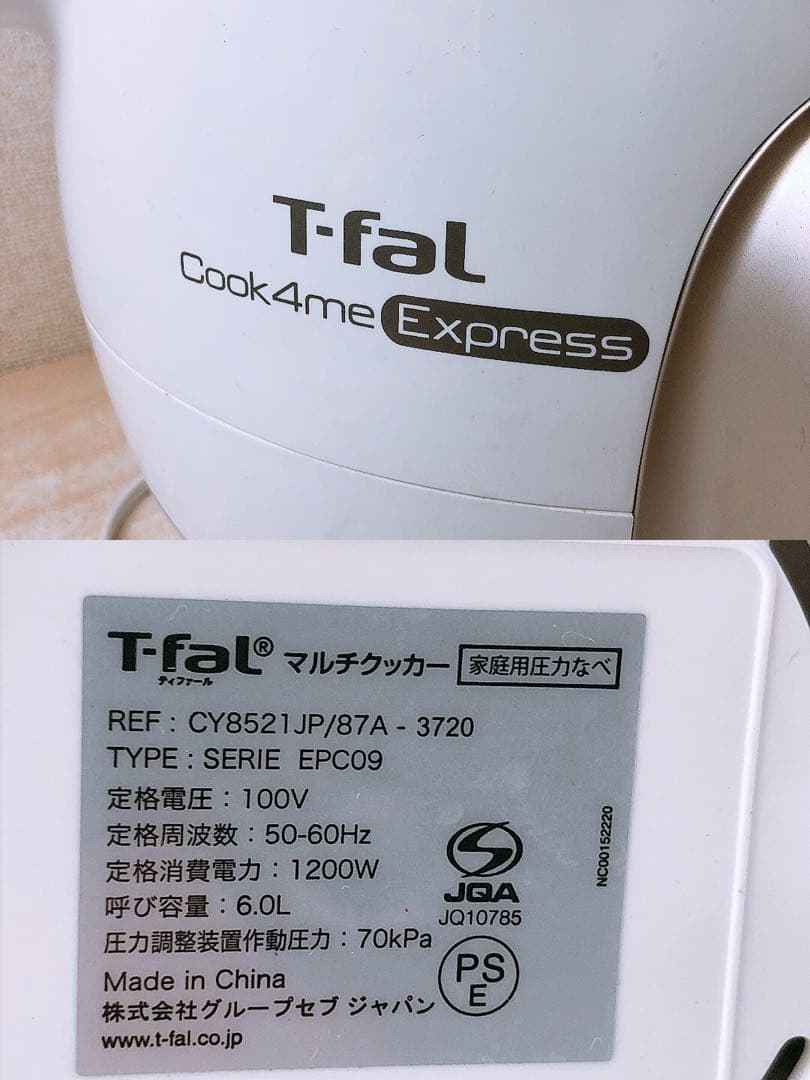 T-fal
Cook4me Express
T-fal® マルチクッカー 家庭用圧力なべ
ティファール
REF : CY8521JP/87A - 3720
TYPE : SERIE EPC09
定格電圧 : 100V
定格周波数 : 50-60Hz
定格消費電力 : 1200W
呼び容量 : 6.0L
圧力調整装置作動圧力 : 70kPa
Made in China
株式会社グループセブ ジャパン
www.t-fal.co.jp
JQA
JQ10785
PS
E
NC00152220